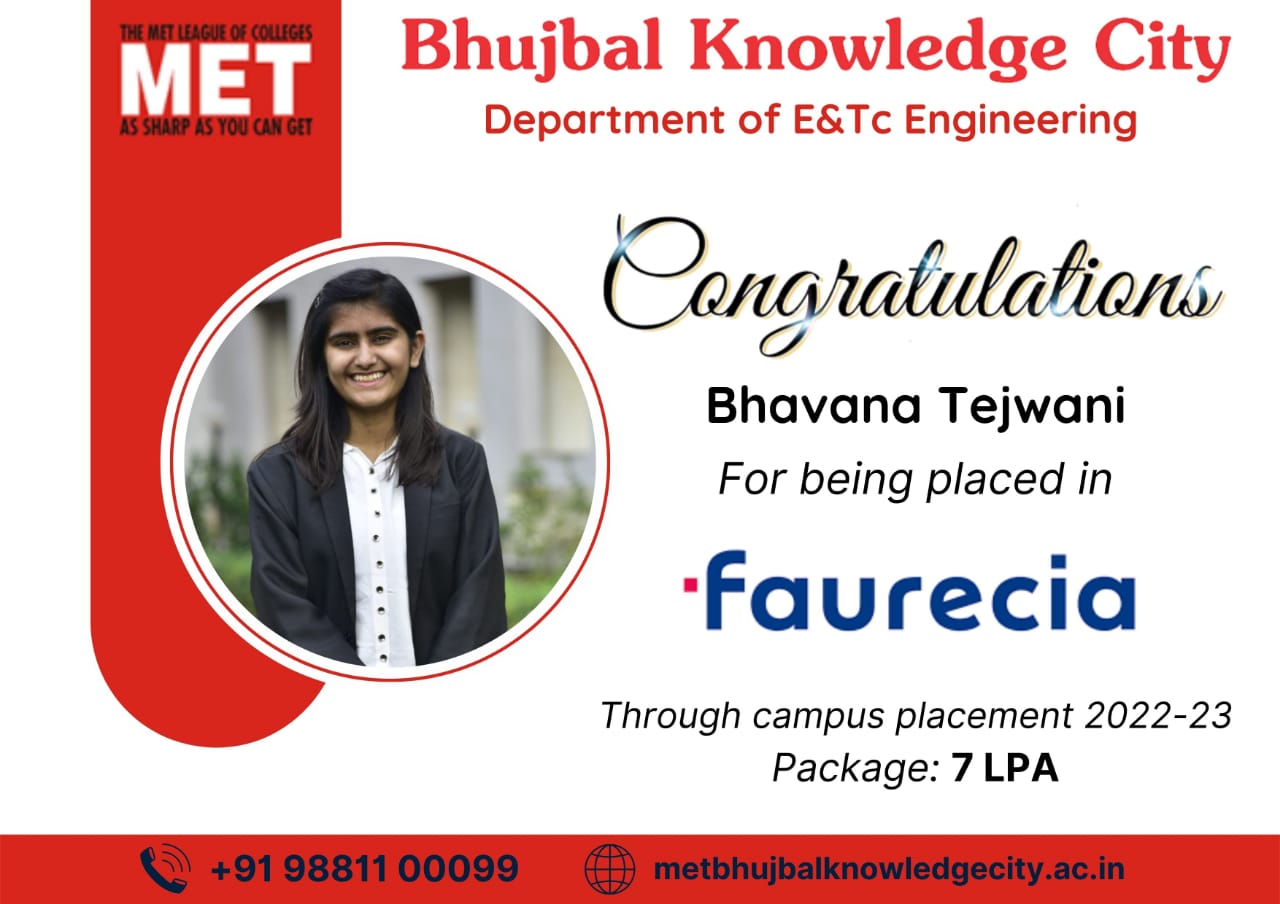 THE MET LEAGUE OF COLLEGES
MET
AS SHARP AS YOU CAN GET
Bhujbal Knowledge City
Department of E&Tc Engineering
Congratulations
Bhavana Tejwani
For being placed in
faurecia
Through campus placement 2022-23
Package: 7 LPA
+91 98811 00099
metbhujbalknowledgecity.ac.in